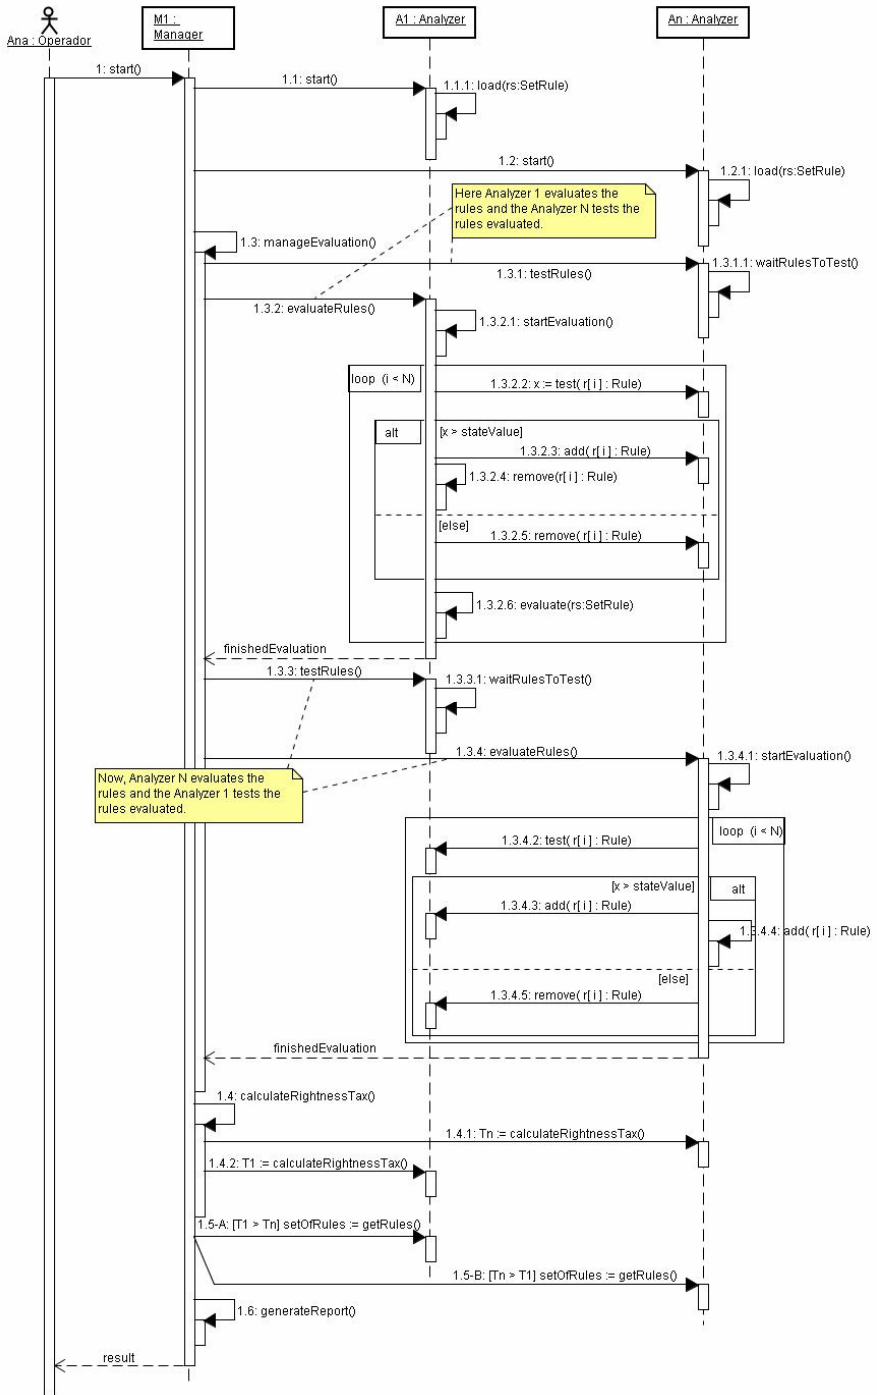 Ana : Operador
M1 :
Manager
A1 : Analyzer
An : Analyzer
1: start()
1.1: start()
1.1.1: load(rs:SetRule)
1.2: start()
1.2.1: load(rs:SetRule)
Here Analyzer 1 evaluates the
rules and the Analyzer N tests the
rules evaluated.
1.3: manageEvaluation()
1.3.1: testRules()
1.3.1.1: waitRulesToTest()
1.3.2: evaluateRules()
1.3.2.1: startEvaluation()
loop (i < N)
1.3.2.2: x := test( r[ i ] : Rule)
alt
[x > stateValue]
1.3.2.3: add( r[ i ] : Rule)
1.3.2.4: remove(r[ i ] : Rule)
[else]
1.3.2.5: remove( r[ i ] : Rule)
1.3.2.6: evaluate(rs:SetRule)
finishedEvaluation
1.3.3: testRules()
1.3.3.1: waitRulesToTest()
1.3.4: evaluateRules()
1.3.4.1: startEvaluation()
Now, Analyzer N evaluates the
rules and the Analyzer 1 tests the
rules evaluated.
loop (i < N)
1.3.4.2: test( r[ i ] : Rule)
[x > stateValue]
alt
1.3.4.3: add( r[ i ] : Rule)
1.3.4.4: add( r[ i ] : Rule)
[else]
1.3.4.5: remove( r[ i ] : Rule)
finishedEvaluation
1.4: calculateRightnessTax()
1.4.1: Tn := calculateRightnessTax()
1.4.2: T1 := calculateRightnessTax()
1.5-A: [T1 > Tn] setOfRules := getRules()
1.5-B: [Tn > T1] setOfRules := getRules()
1.6: generateReport()
result